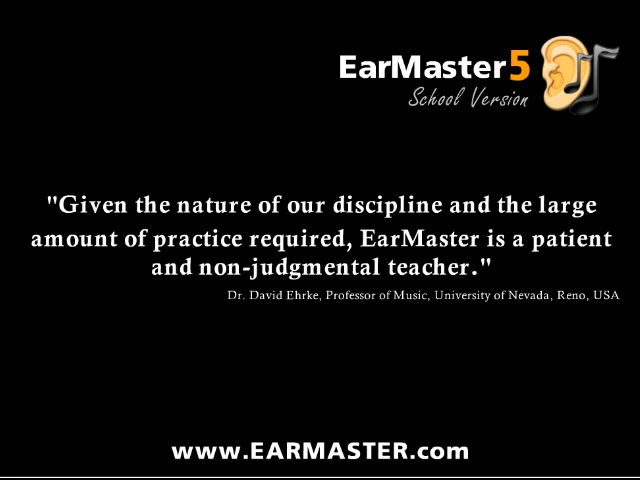 EarMaster5
School Version
"Given the nature of our discipline and the large
amount of practice required, EarMaster is a patient
and non-judgmental teacher."
Dr. David Ehrke, Professor of Music, University of Nevada, Reno, USA
www.EARMASTER.com